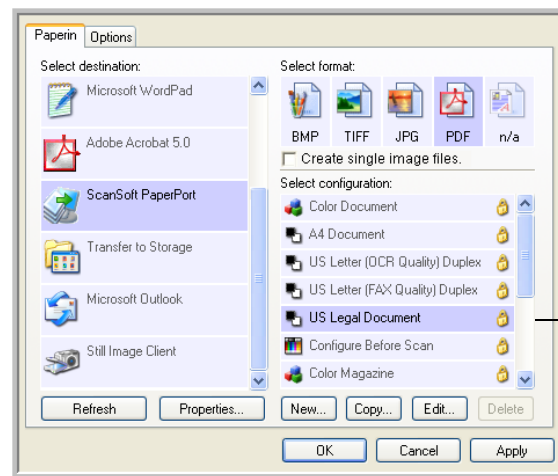 Paperin Options
Select destination:
Microsoft WordPad
Adobe Acrobat 5.0
ScanSoft PaperPort
Transfer to Storage
Microsoft Outlook
Still Image Client
Refresh Properties...
Select format:
BMP TIFF JPG PDF n/a
Create single image files.
Select configuration:
Color Document
A4 Document
US Letter (OCR Quality) Duplex
US Letter (FAX Quality) Duplex
US Legal Document
Configure Before Scan
Color Magazine
New... Copy... Edit... Delete
OK Cancel Apply